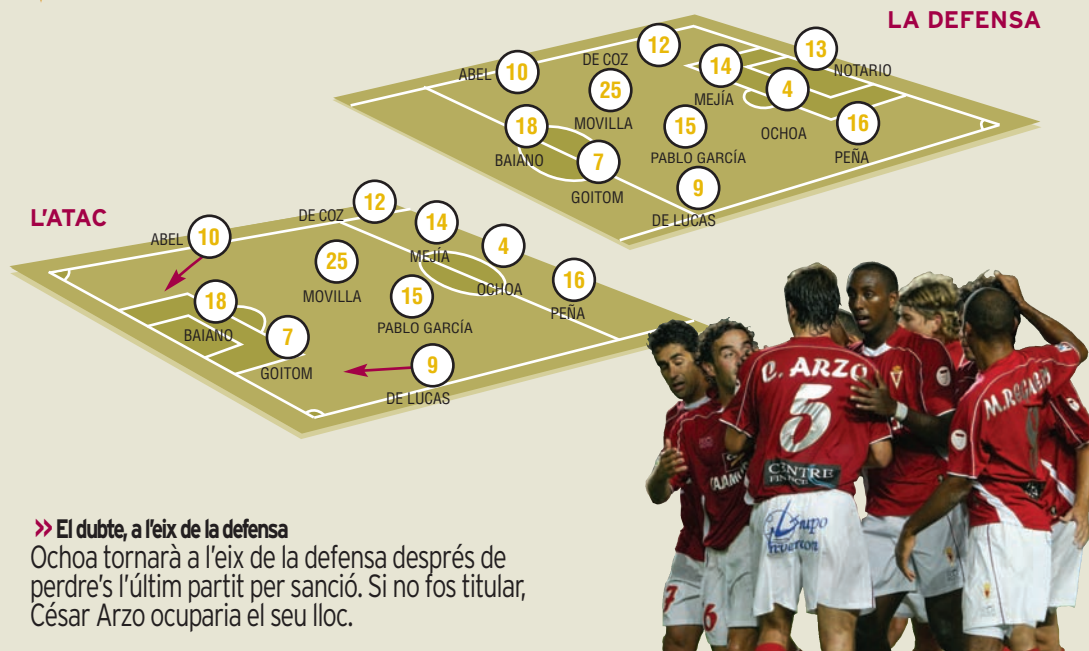 LA DEFENSA
12
DE COZ
13
NOTARIO
ABEL 10
14
MEJÍA
25
MOVILLA
4
OCHOA
18
BAIANO
15
PABLO GARCÍA
16
PEÑA
7
GOITOM
9
DE LUCAS
L'ATAC
DE COZ 12
ABEL 10
14
MEJÍA
4
OCHOA
25
MOVILLA
16
PEÑA
18
BAIANO
15
PABLO GARCÍA
7
GOITOM
9
DE LUCAS
C. ARZO
5
CENTRE
Grupo
7
6
» El dubte, a l'eix de la defensa
Ochoa tornarà a l'eix de la defensa després de
perdre's l'últim partit per sanció. Si no fos titular,
César Arzo ocuparia el seu lloc.